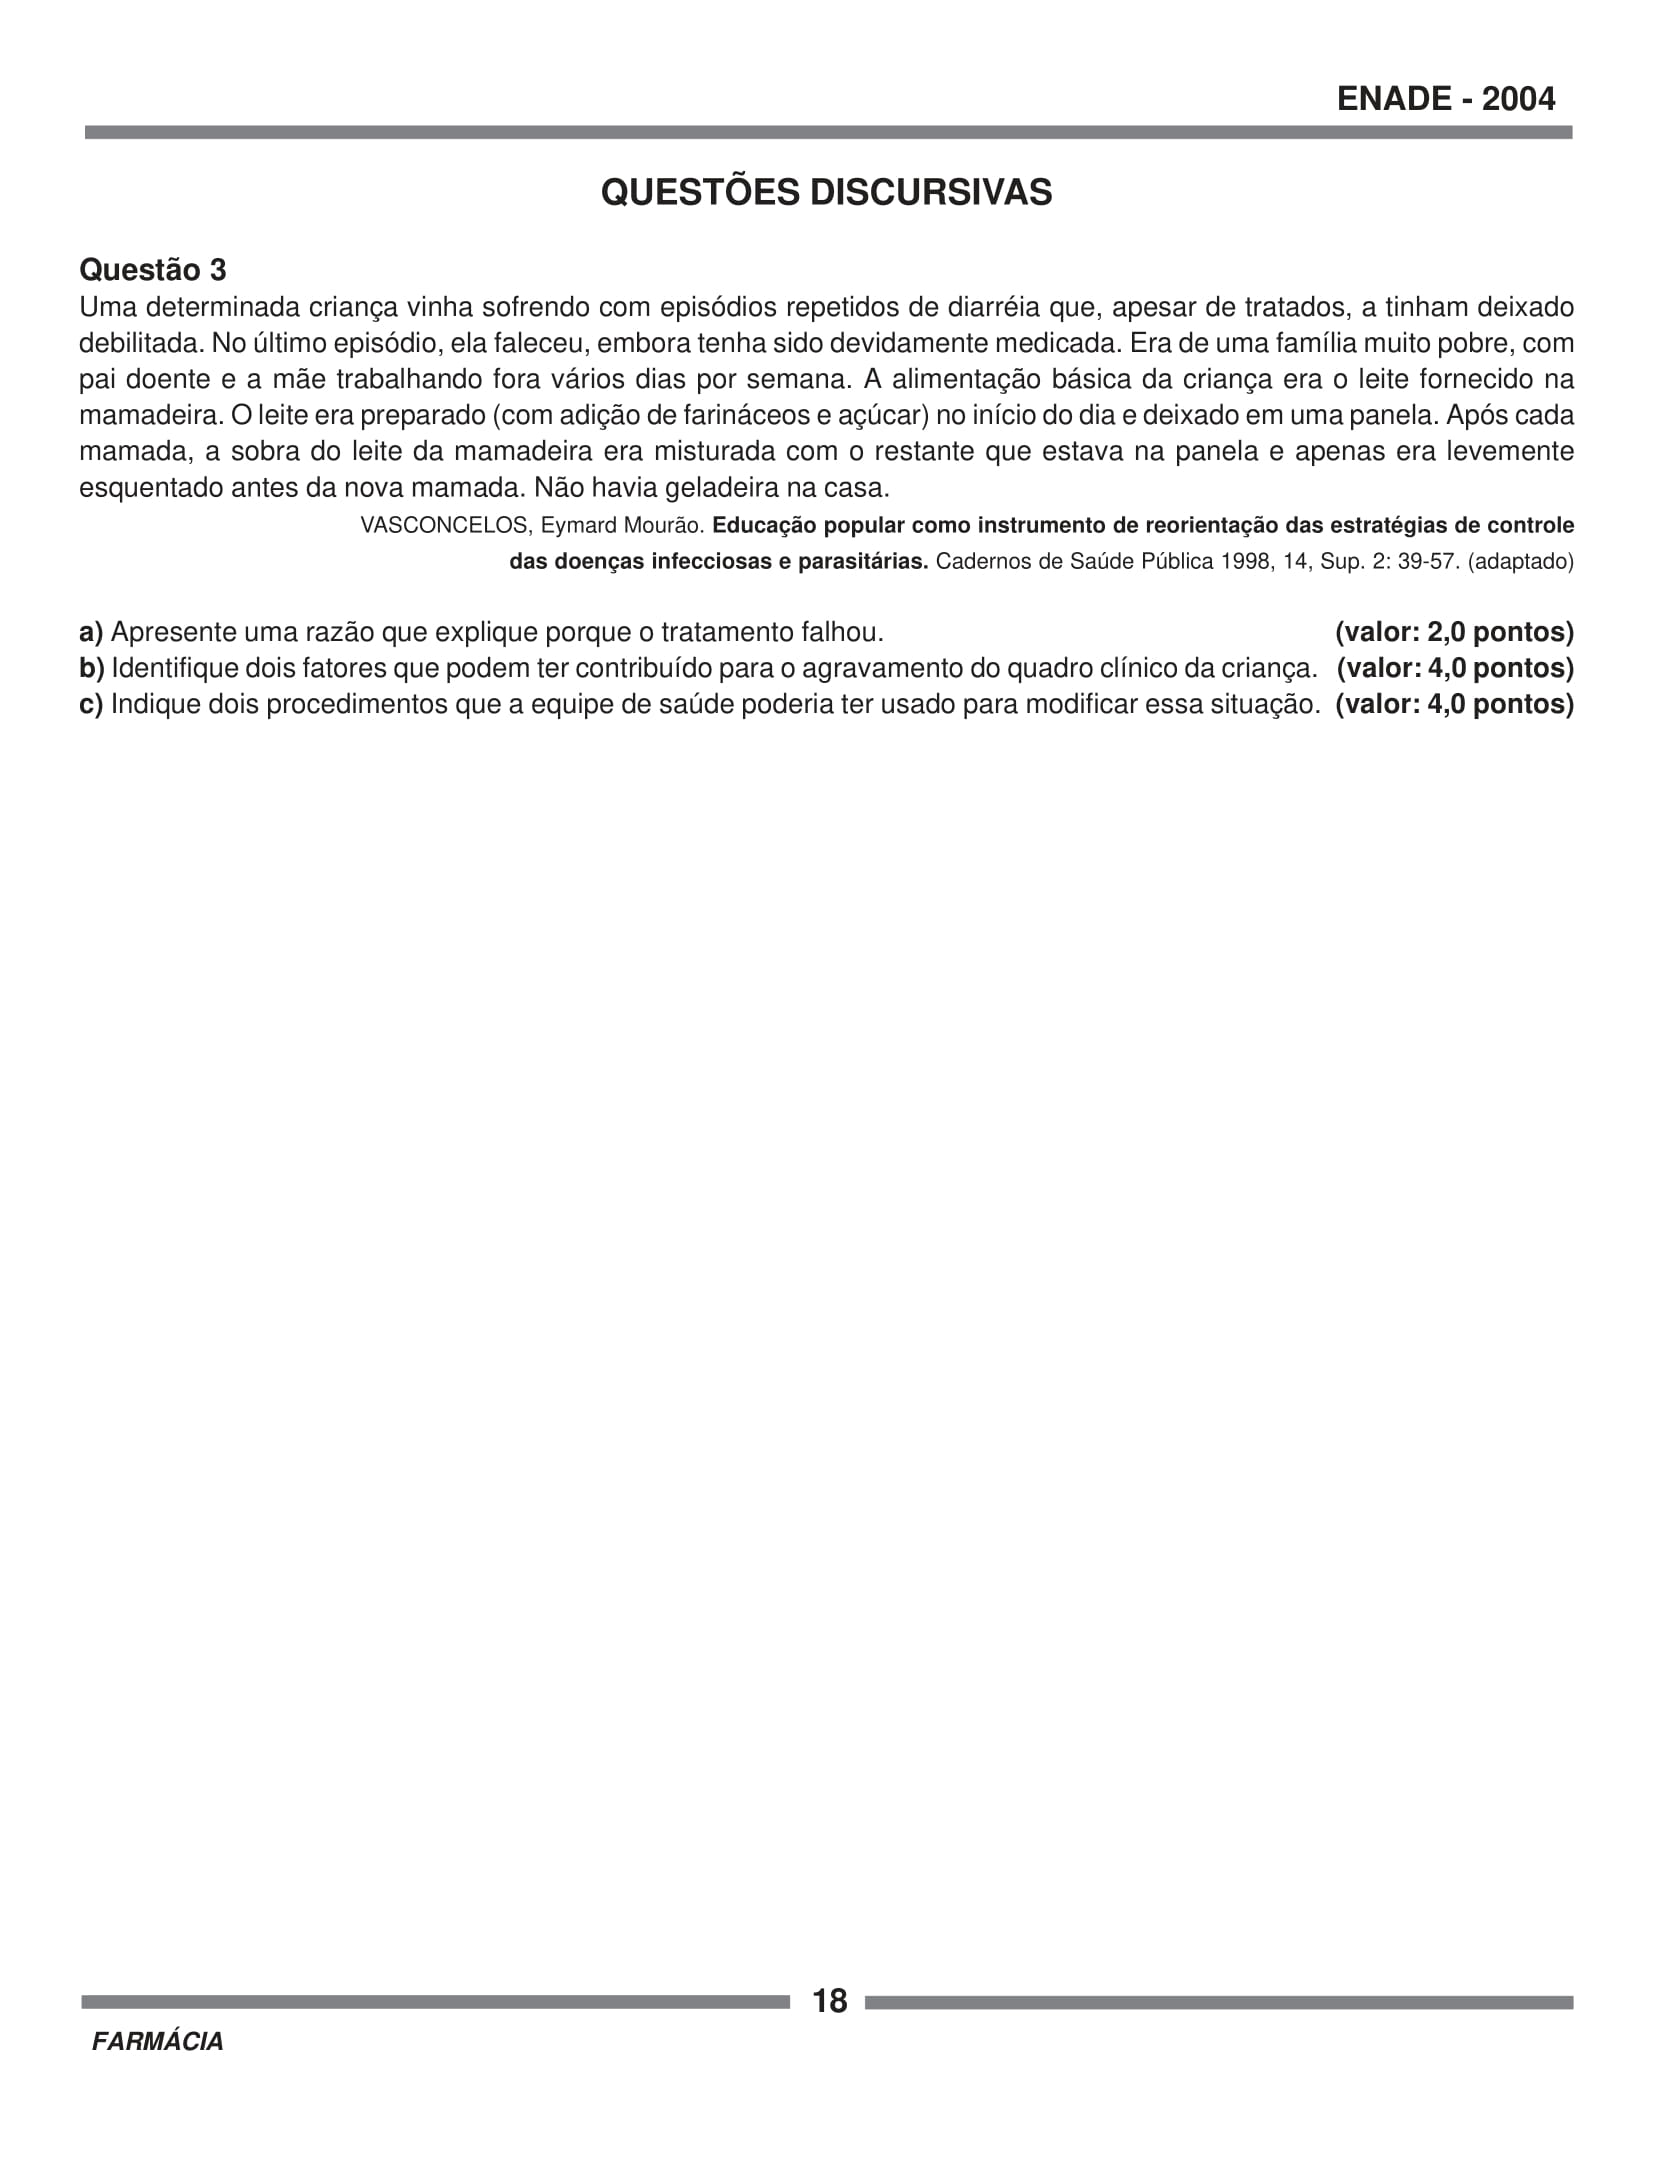 ENADE - 2004
QUESTÕES DISCURSIVAS
Questão 3
Uma determinada criança vinha sofrendo com episódios repetidos de diarréia que, apesar de tratados, a tinham deixado
debilitada. No último episódio, ela faleceu, embora tenha sido devidamente medicada. Era de uma família muito pobre, com
pai doente e a mãe trabalhando fora vários dias por semana. A alimentação básica da criança era o leite fornecido na
mamadeira. O leite era preparado (com adição de farináceos e açúcar) no início do dia e deixado em uma panela. Após cada
mamada, a sobra do leite da mamadeira era misturada com o restante que estava na panela e apenas era levemente
esquentado antes da nova mamada. Não havia geladeira na casa.
VASCONCELOS, Eymard Mourão. Educação popular como instrumento de reorientação das estratégias de controle
das doenças infecciosas e parasitárias. Cadernos de Saúde Pública 1998, 14, Sup. 2: 39-57. (adaptado)
a) Apresente uma razão que explique porque o tratamento falhou. (valor: 2,0 pontos)
b) Identifique dois fatores que podem ter contribuído para o agravamento do quadro clínico da criança. (valor: 4,0 pontos)
c) Indique dois procedimentos que a equipe de saúde poderia ter usado para modificar essa situação. (valor: 4,0 pontos)
18
FARMÁCIA